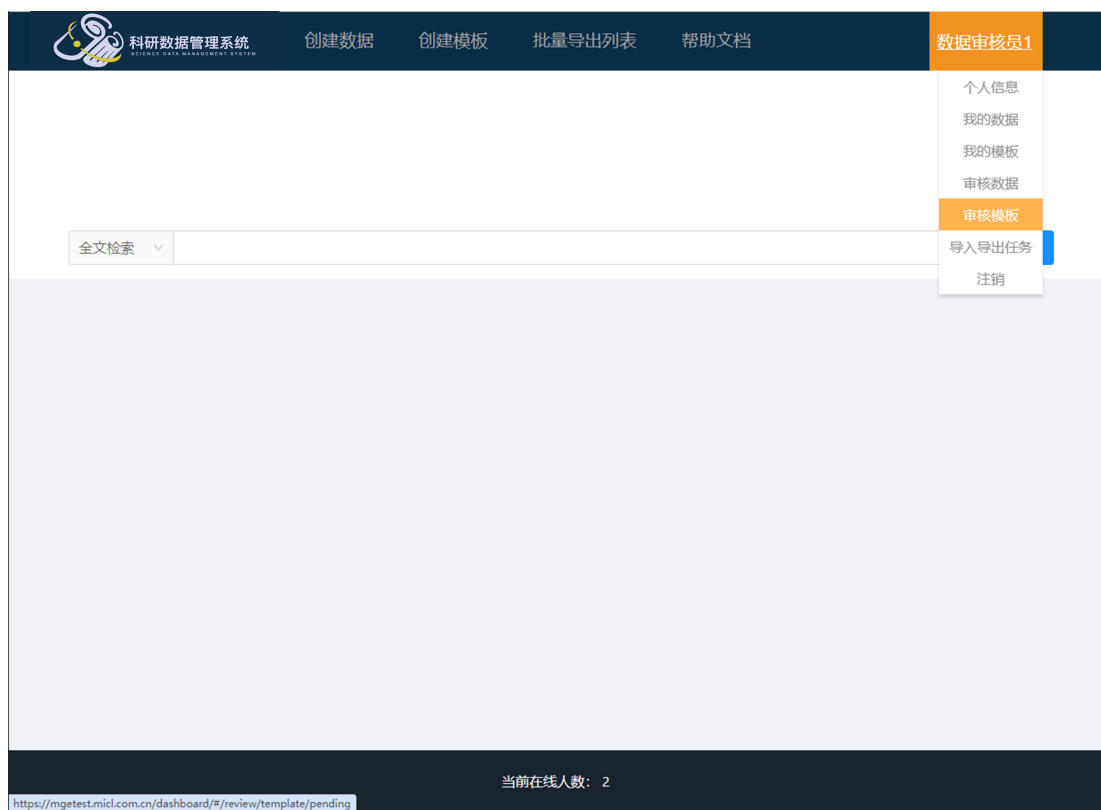 科研数据管理系统
SCIENCE DATA MANAGEMENT SYSTEM
创建数据
创建模板
批量导出列表
帮助文档
数据审核员1
个人信息
我的数据
我的模板
审核数据
审核模板
导入导出任务
注销
全文检索
当前在线人数： 2
https://mgetest.micl.com.cn/dashboard/#/review/template/pending